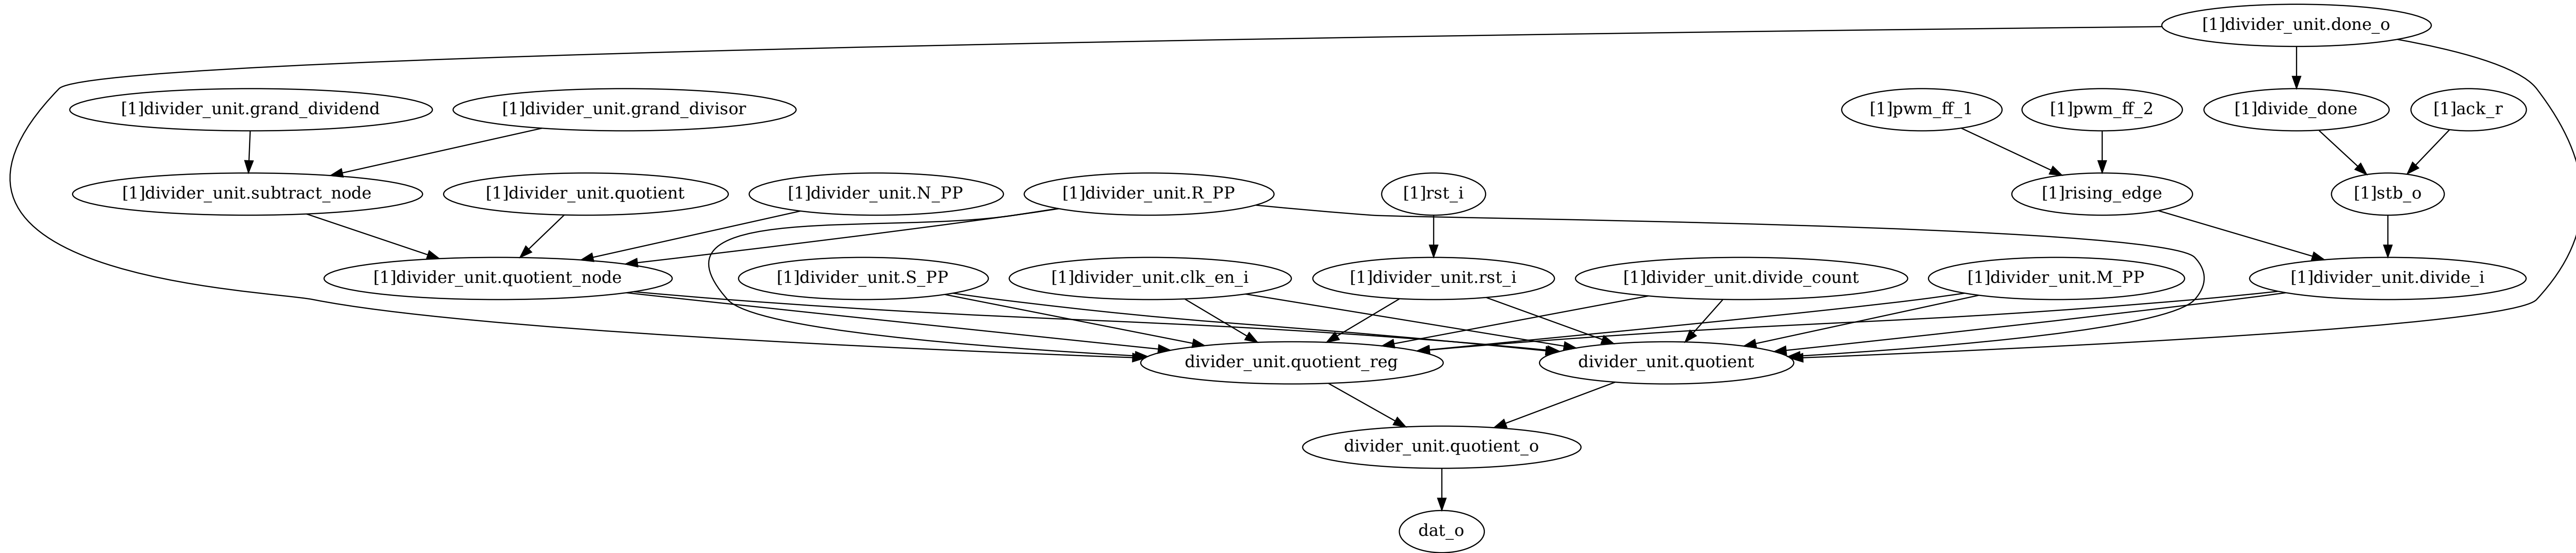 [1]divider_unit.done_o
[1]divider_unit.grand_dividend
[1]divider_unit.grand_divisor
[1]pwm_ff_1
[1]pwm_ff_2
[1]divide_done
[1]ack_r
[1]divider_unit.subtract_node
[1]divider_unit.quotient
[1]divider_unit.N_PP
[1]divider_unit.R_PP
[1]rst_i
[1]rising_edge
[1]stb_o
[1]divider_unit.quotient_node
[1]divider_unit.S_PP
[1]divider_unit.clk_en_i
[1]divider_unit.rst_i
[1]divider_unit.divide_count
[1]divider_unit.M_PP
[1]divider_unit.divide_i
divider_unit.quotient_reg
divider_unit.quotient
divider_unit.quotient_o
dat_o